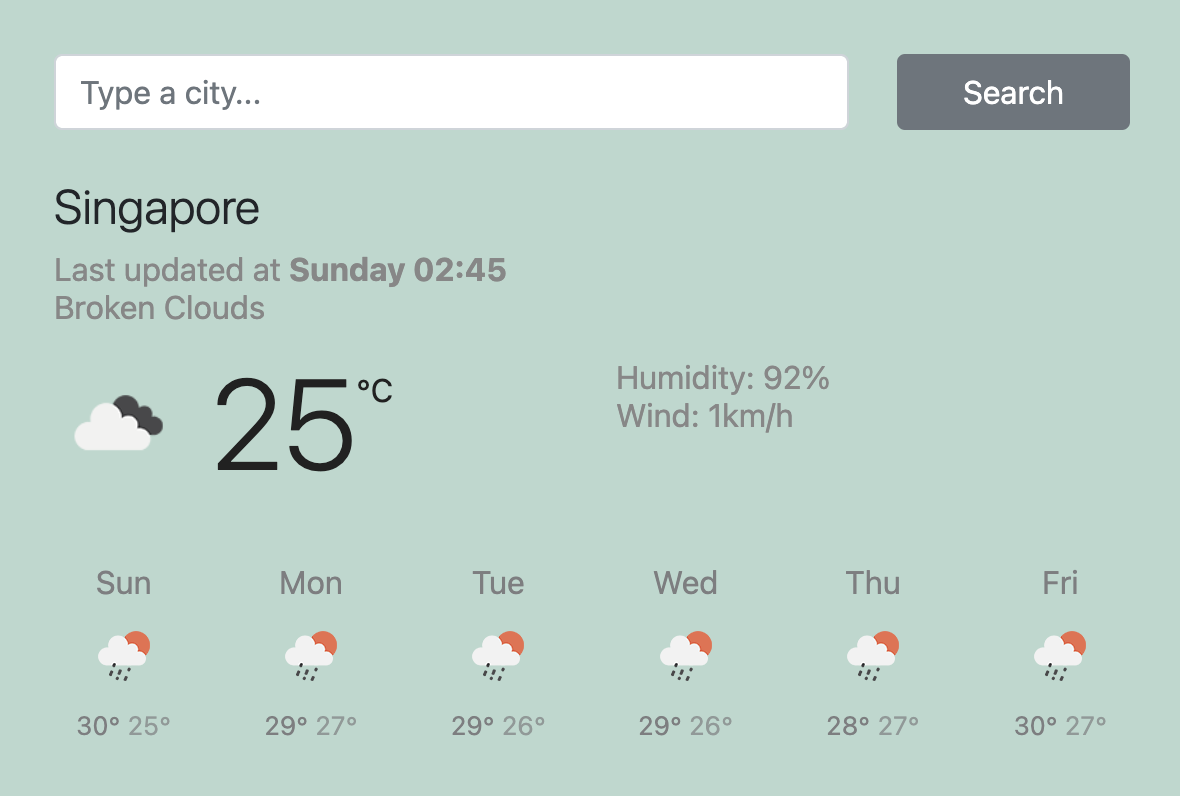 Type a city...
Search
Singapore
Last updated at Sunday 02:45
Broken Clouds
25 °C
Humidity: 92%
Wind: 1km/h
Sun Mon Tue Wed Thu Fri
30° 25° 29° 27° 29° 26° 29° 26° 28° 27° 30° 27°